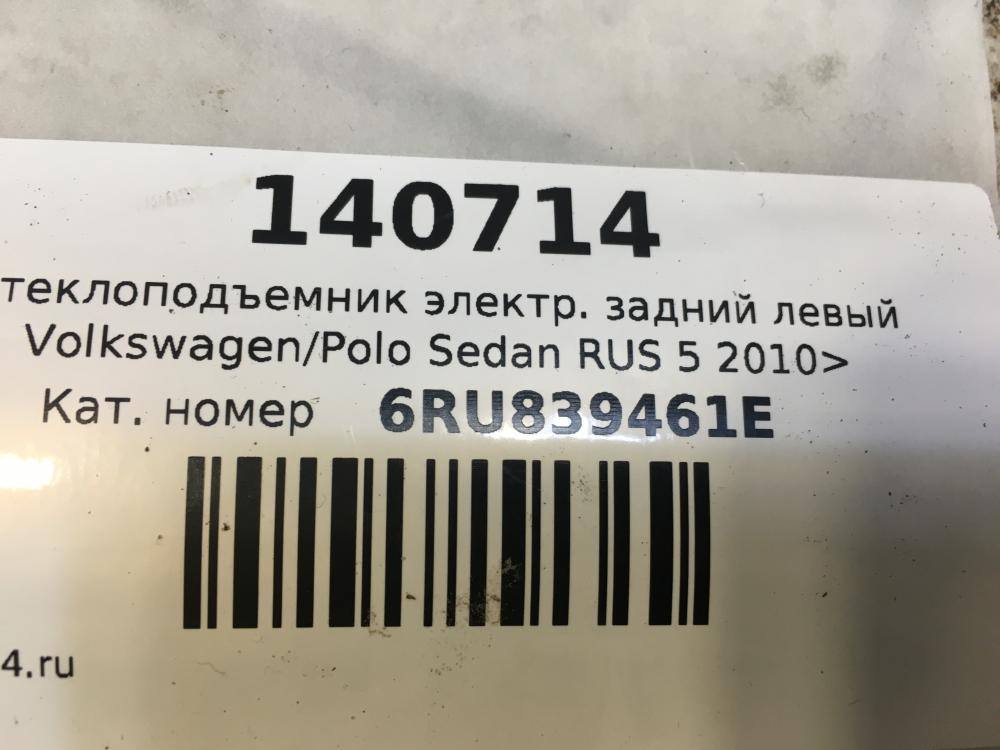 140714
теклоподъемник электр. задний левый
Volkswagen/Polo Sedan RUS 5 2010>
Кат. номер 6RU839461E
4.ru